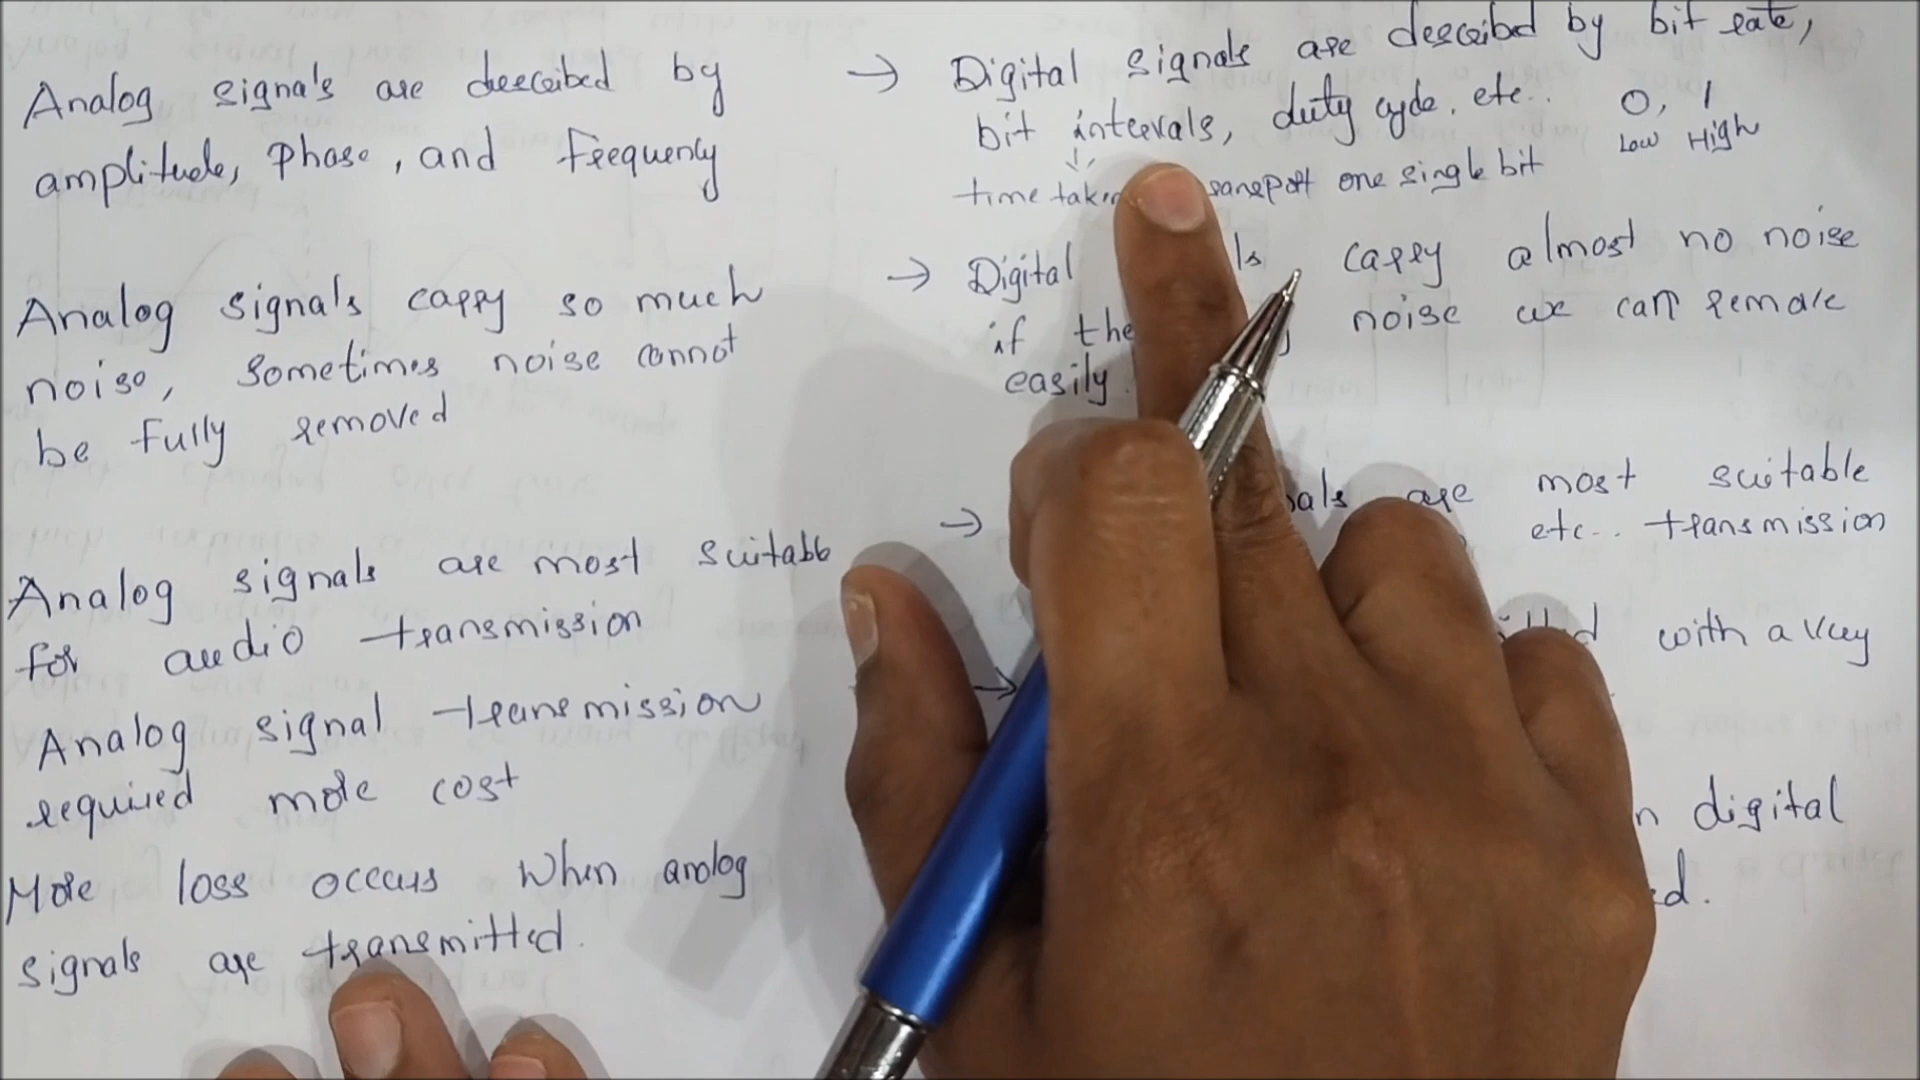 Analog signals are described by
amplitude, phase, and frequency
Analog signals carry so much
noise, sometimes noise cannot
be fully removed
Analog signals are most suitable
for audio transmission
Analog signal transmission
required more cost
More loss occurs when analog
signals are transmitted.
→ Digital signals are described by bit rate,
bit intervals, duty cycle. etc..
0, 1
Low High
time taken transport one single bit
→ Digital carry almost no noise
if noise we can remove
easily.
→ are most suitable
etc.. transmission
→ with a very
digital